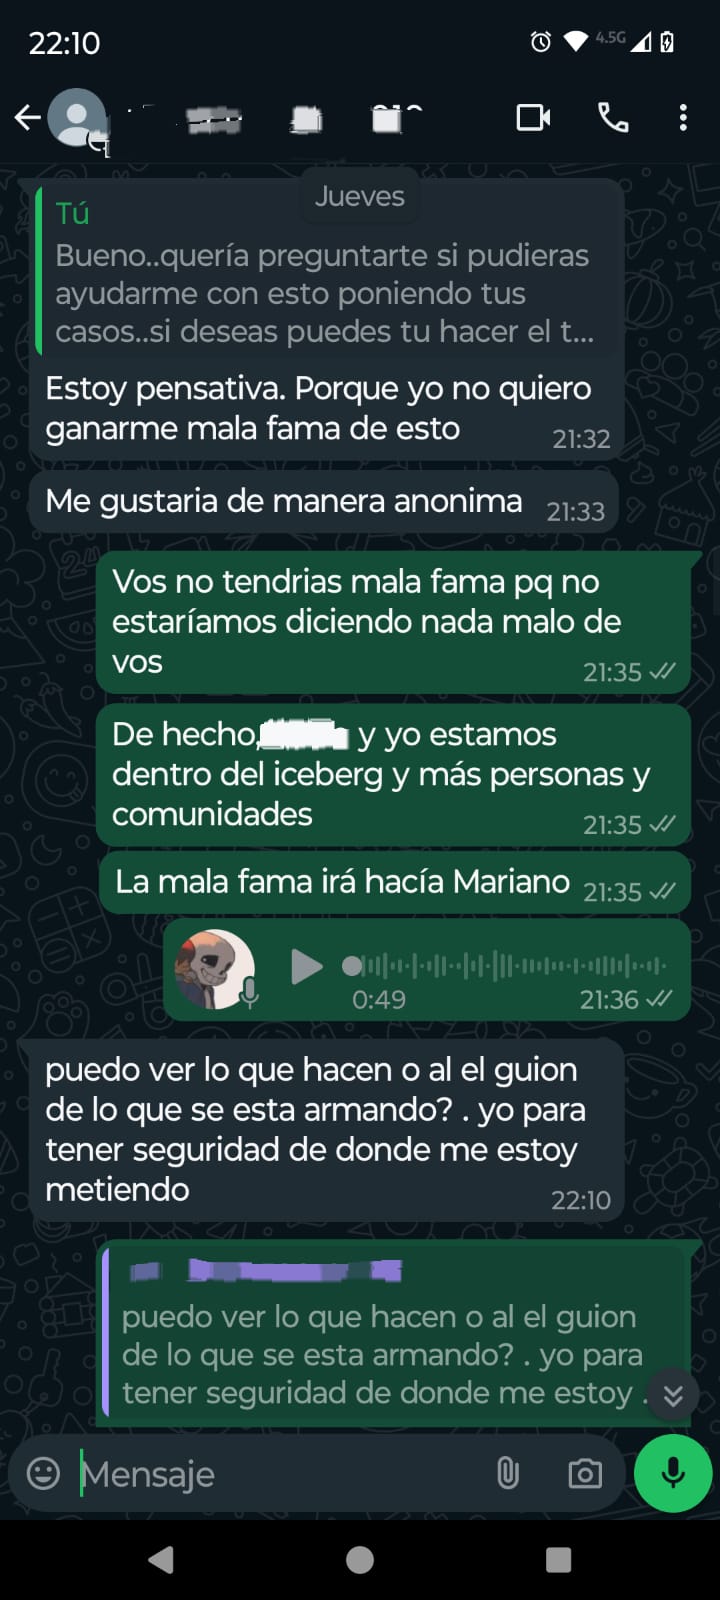 22:10
4.5G
Jueves
Tú
Bueno..quería preguntarte si pudieras
ayudarme con esto poniendo tus
casos..si deseas puedes tu hacer el t...
Estoy pensativa. Porque yo no quiero
ganarme mala fama de esto
21:32
Me gustaria de manera anonima
21:33
Vos no tendrias mala fama pq no
estaríamos diciendo nada malo de
vos
21:35
De hecho, y yo estamos
dentro del iceberg y más personas y
comunidades
21:35
La mala fama irá hacía Mariano
21:35
0:49
21:36
puedo ver lo que hacen o al el guion
de lo que se esta armando? . yo para
tener seguridad de donde me estoy
metiendo
22:10
puedo ver lo que hacen o al el guion
de lo que se esta armando? . yo para
tener seguridad de donde me estoy .
Mensaje